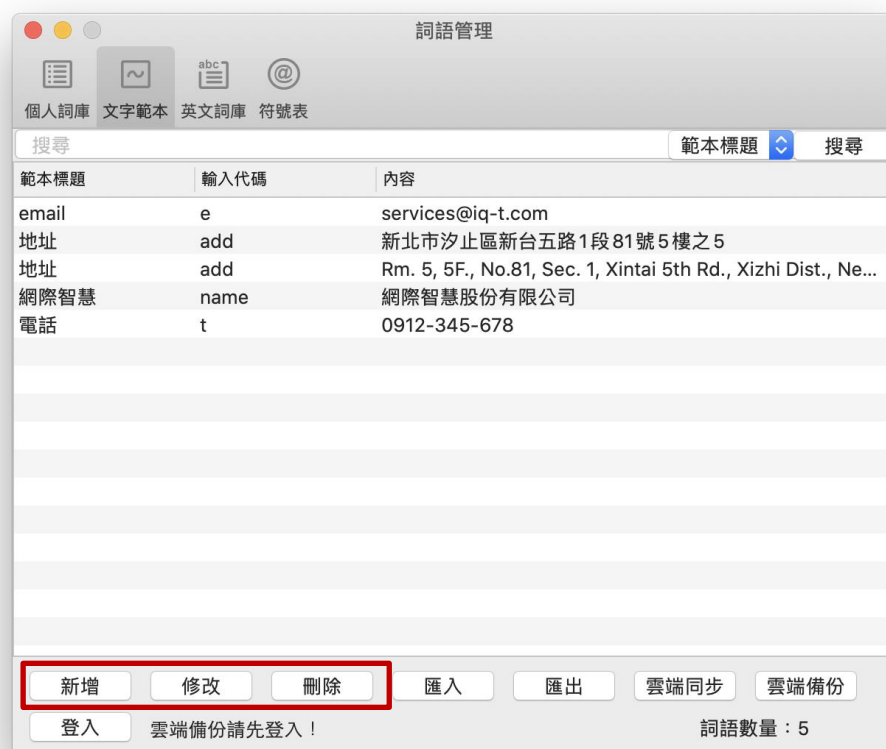 詞語管理
abc @
個人詞庫 文字範本 英文詞庫 符號表
搜尋 範本標題 搜尋
範本標題 輸入代碼 內容
email e services@iq-t.com
地址 add 新北市汐止區新台五路1段81號5樓之5
地址 add Rm. 5, 5F., No.81, Sec. 1, Xintai 5th Rd., Xizhi Dist., Ne...
網際智慧 name 網際智慧股份有限公司
電話 t 0912-345-678
新增 修改 刪除 匯入 匯出 雲端同步 雲端備份
登入 雲端備份請先登入！ 詞語數量：5